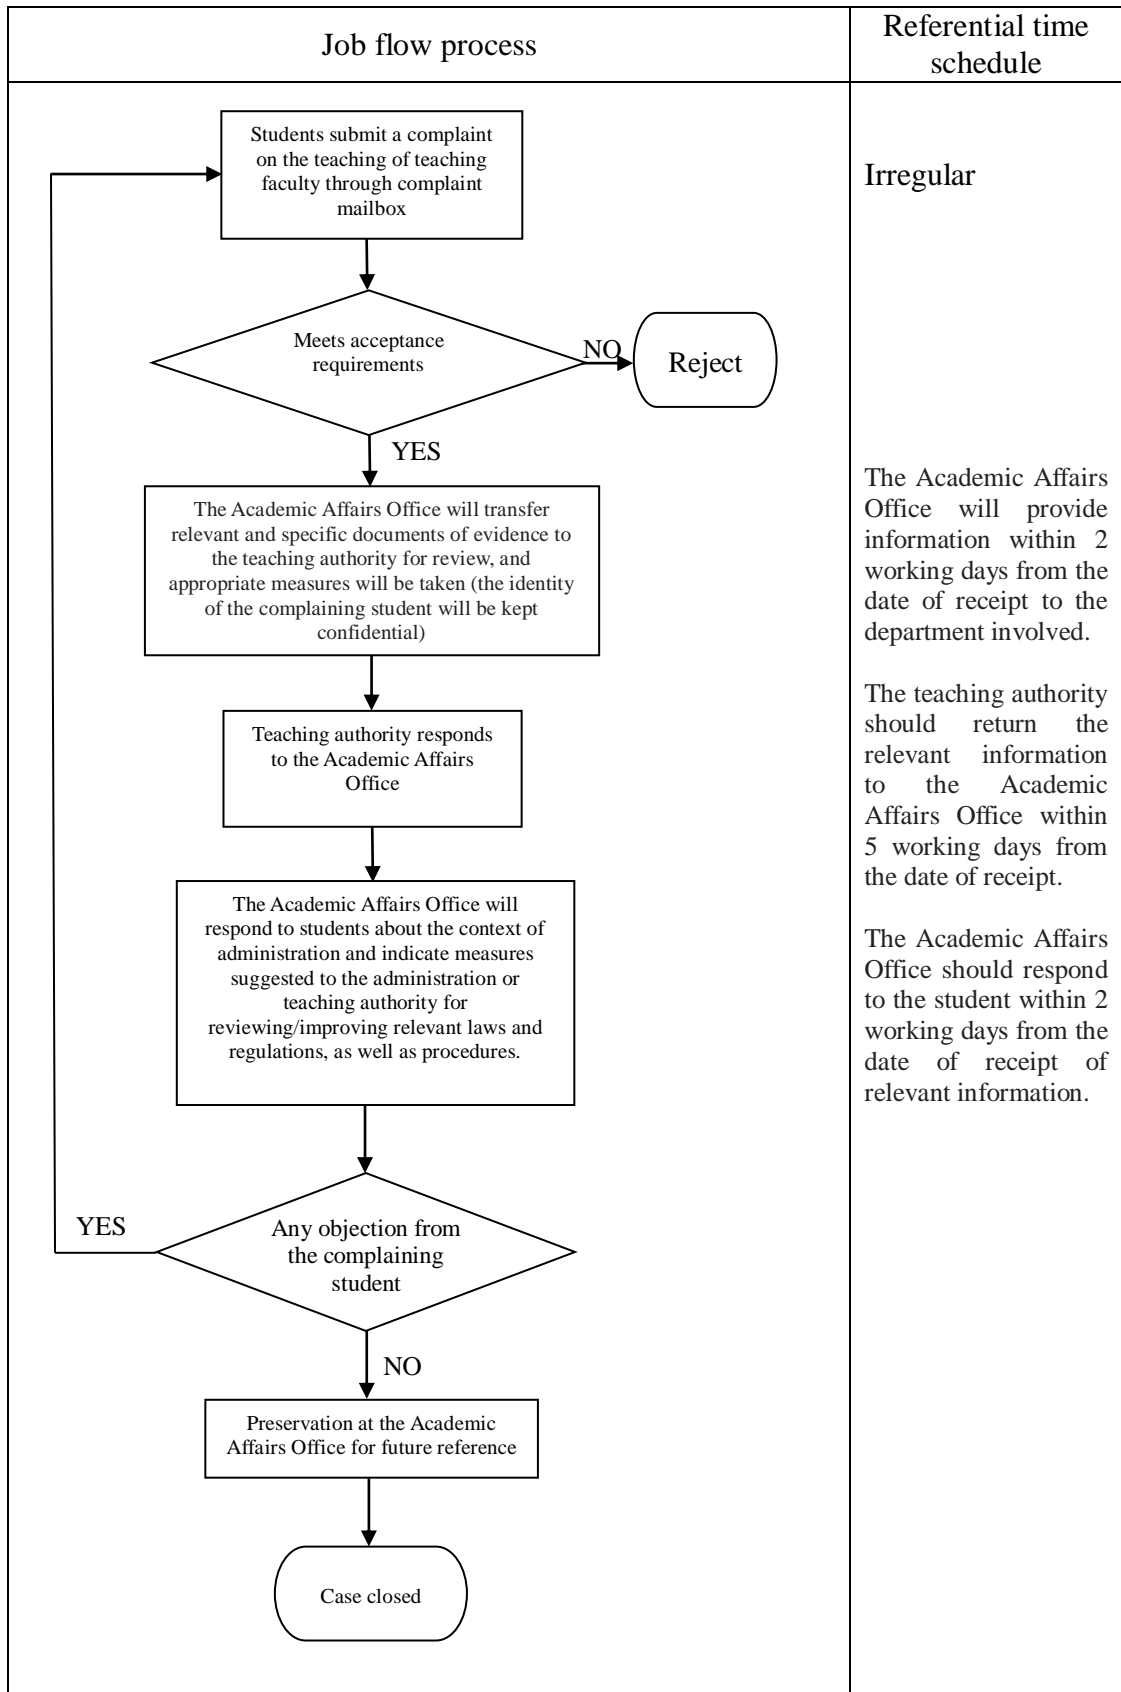 Job flow process
Referential time
schedule
Students submit a complaint
on the teaching of teaching
faculty through complaint
mailbox
Irregular
Meets acceptance
requirements
NO
Reject
YES
The Academic Affairs Office will transfer
relevant and specific documents of evidence to
the teaching authority for review, and
appropriate measures will be taken (the identity
of the complaining student will be kept
confidential)
The Academic Affairs
Office will provide
information within 2
working days from the
date of receipt to the
department involved.
Teaching authority responds
to the Academic Affairs
Office
The teaching authority
should return the
relevant information
to the Academic
Affairs Office within
5 working days from
the date of receipt.
The Academic Affairs Office will
respond to students about the context of
administration and indicate measures
suggested to the administration or
teaching authority for
reviewing/improving relevant laws and
regulations, as well as procedures.
The Academic Affairs
Office should respond
to the student within 2
working days from the
date of receipt of
relevant information.
YES
Any objection from
the complaining
student
NO
Preservation at the Academic
Affairs Office for future reference
Case closed